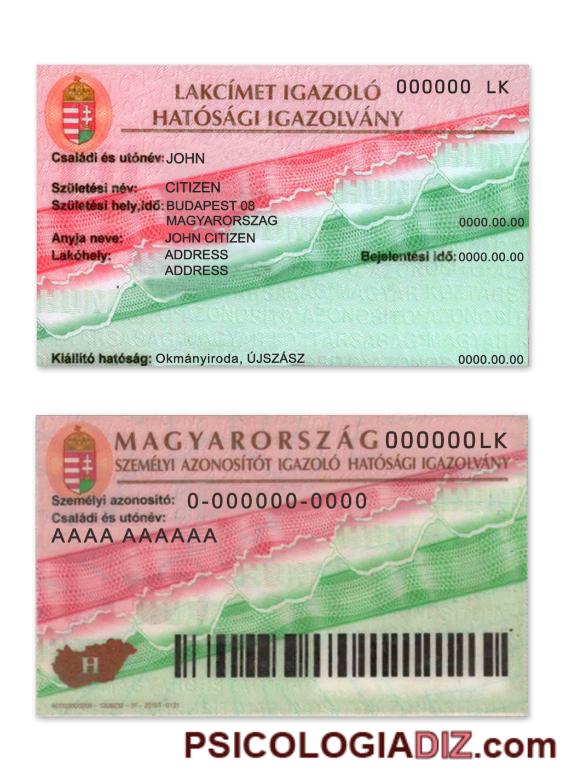 LAKCÍMET IGAZOLÓ 000000 LK
HATÓSÁGI IGAZOLVÁNY
Családi és utónév: JOHN
Születési név: CITIZEN
Születési hely,idő: BUDAPEST 08
MAGYARORSZAG 0000.00.00
Anyja neve: JOHN CITIZEN
Lakóhely: ADDRESS Bejelentési idő: 0000.00.00
ADDRESS
Kiállító hatóság: Okmányiroda, ÚJSZÁSZ 0000.00.00
MAGYARORSZÁG 000000LK
SZEMÉLYI AZONOSÍTÓT IGAZOLÓ HATÓSÁGI IGAZOLVÁNY
Személyi azonosító: 0-000000-0000
Családi és utónév:
AAAA AAAAAA
H
PSICOLOGIADIZ.com